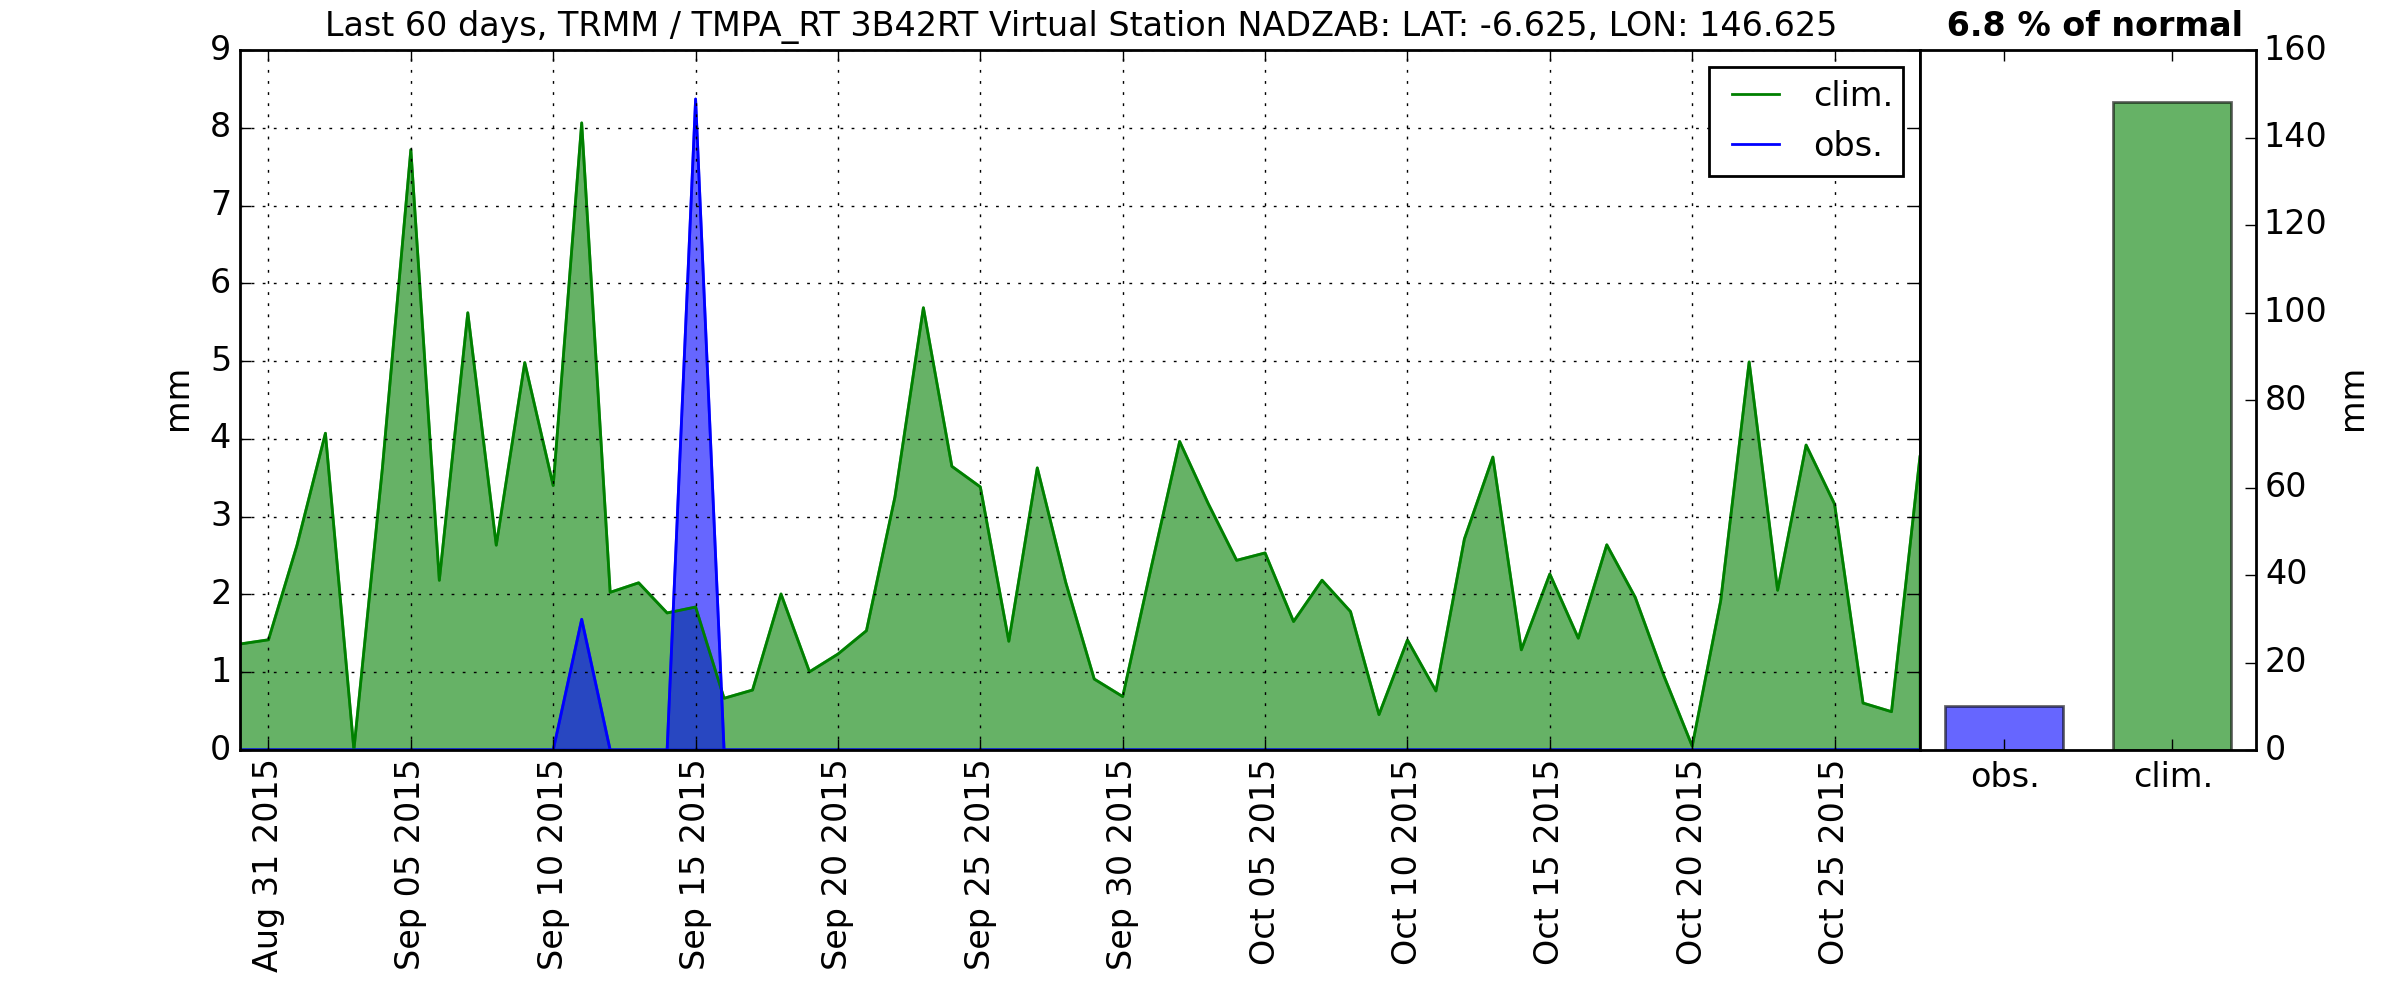 Last 60 days, TRMM / TMPA_RT 3B42RT Virtual Station NADZAB: LAT: -6.625, LON: 146.625
6.8 % of normal
9
8
7
6
5
4
3
2
1
0
mm
clim.
obs.
Aug 31 2015
Sep 05 2015
Sep 10 2015
Sep 15 2015
Sep 20 2015
Sep 25 2015
Sep 30 2015
Oct 05 2015
Oct 10 2015
Oct 15 2015
Oct 20 2015
Oct 25 2015
160
140
120
100
80
60
40
20
0
mm
obs.
clim.